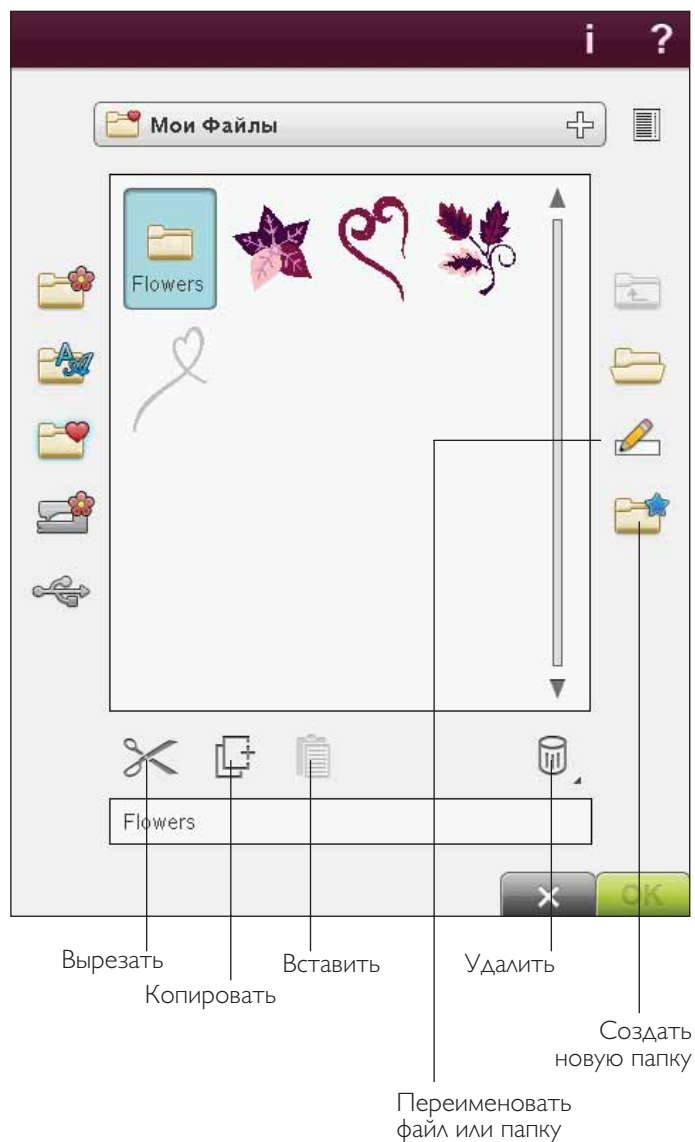 i ?
Мои Файлы
Flowers
Flowers
OK
Вырезать Вставить Удалить
Копировать
Создать
новую папку
Переименовать
файл или папку